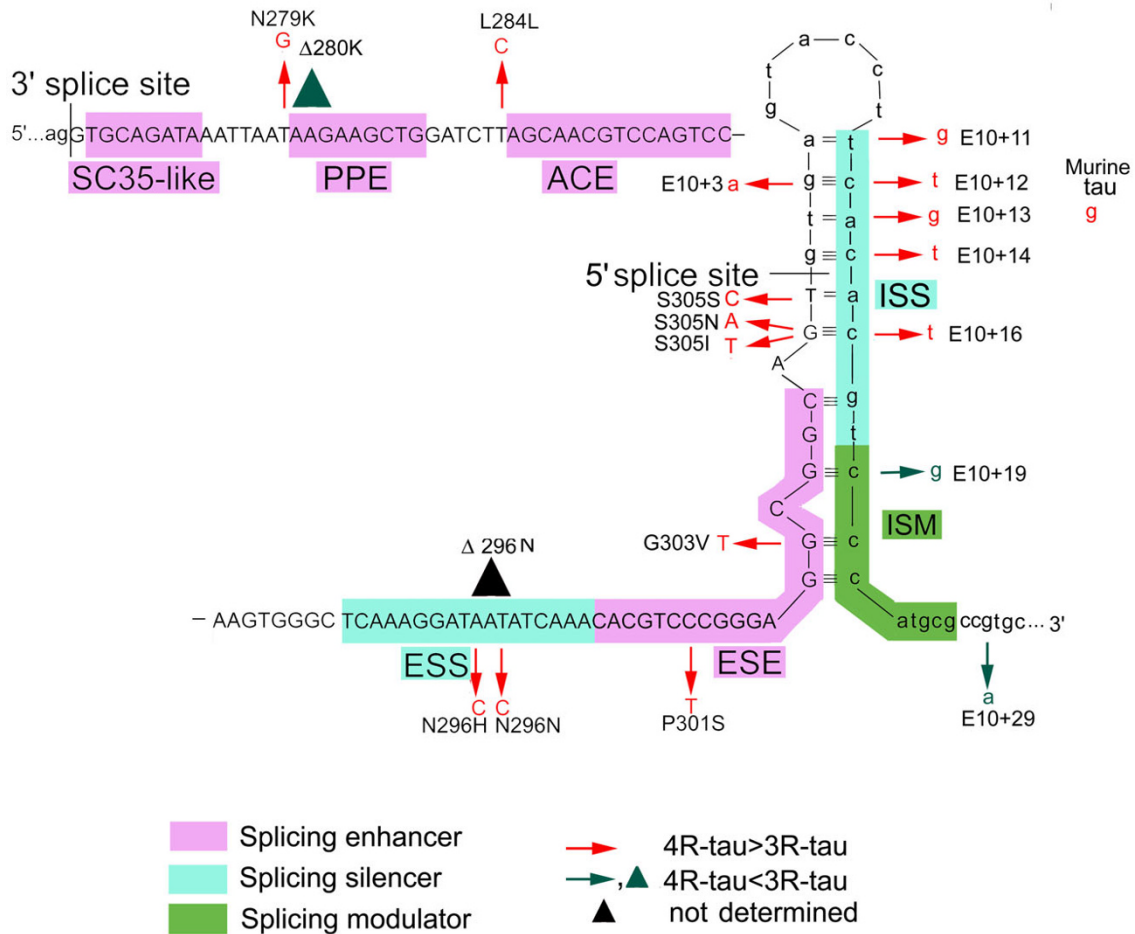 N279K
L284L
G
Δ280K
C
3' splice site
5'...agGTGCAGATAAATTAATAAGAAGCTGGATCTTAGCAACGTCCAGTCC–
SC35-like
PPE
ACE
a
c
c
t
t
g
a
t
g
E10+11
E10+3
a
g
c
t
E10+12
Murine
tau
g
t
a
g
E10+13
g
c
t
E10+14
5' splice site
S305S
C
T
a
ISS
S305N
A
S305I
T
G
c
t
E10+16
A
C
g
G
t
G
c
g
E10+19
C
c
ISM
G303V
T
G
c
G
c
Δ 296N
– AAGTGGGC TCAAAGGATAATATCAAACACGTCCCGGGA
atgcg ccgtgc... 3'
ESS
ESE
C
C
T
N296H
N296N
P301S
a
E10+29
Splicing enhancer
Splicing silencer
Splicing modulator
4R-tau>3R-tau
, 4R-tau<3R-tau
not determined